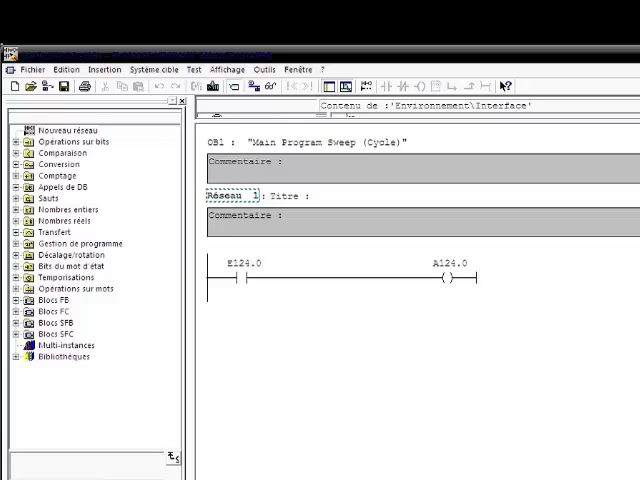 Fichier Edition Insertion Système cible Test Affichage Outils Fenêtre ?
Contenu de :'Environnement\Interface'
Nouveau réseau
Opérations sur bits
Comparaison
Conversion
Comptage
Appels de DB
Sauts
Nombres entiers
Nombres réels
Transfert
Gestion de programme
Décalage/rotation
Bits du mot d'état
Temporisations
Opérations sur mots
Blocs FB
Blocs FC
Blocs SFB
Blocs SFC
Multi-instances
Bibliothèques
OB1 : "Main Program Sweep (Cycle)"
Commentaire :
Réseau 1 : Titre :
Commentaire :
E124.0 A124.0